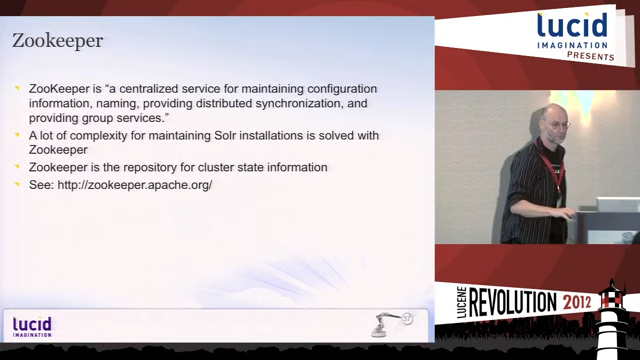 Zookeeper
ZooKeeper is “a centralized service for maintaining configuration
information, naming, providing distributed synchronization, and
providing group services.”
A lot of complexity for maintaining Solr installations is solved with
Zookeeper
Zookeeper is the repository for cluster state information
See: http://zookeeper.apache.org/
lucid
IMAGINATION
37
lucid
IMAGINATION
PRESENTS
LUCENE
REVOLUTION 2012